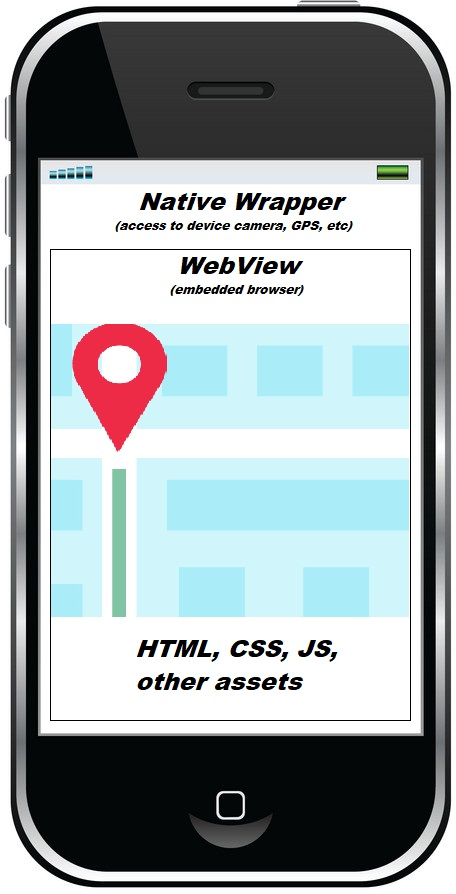 Native Wrapper
(access to device camera, GPS, etc)
WebView
(embedded browser)
HTML, CSS, JS,
other assets